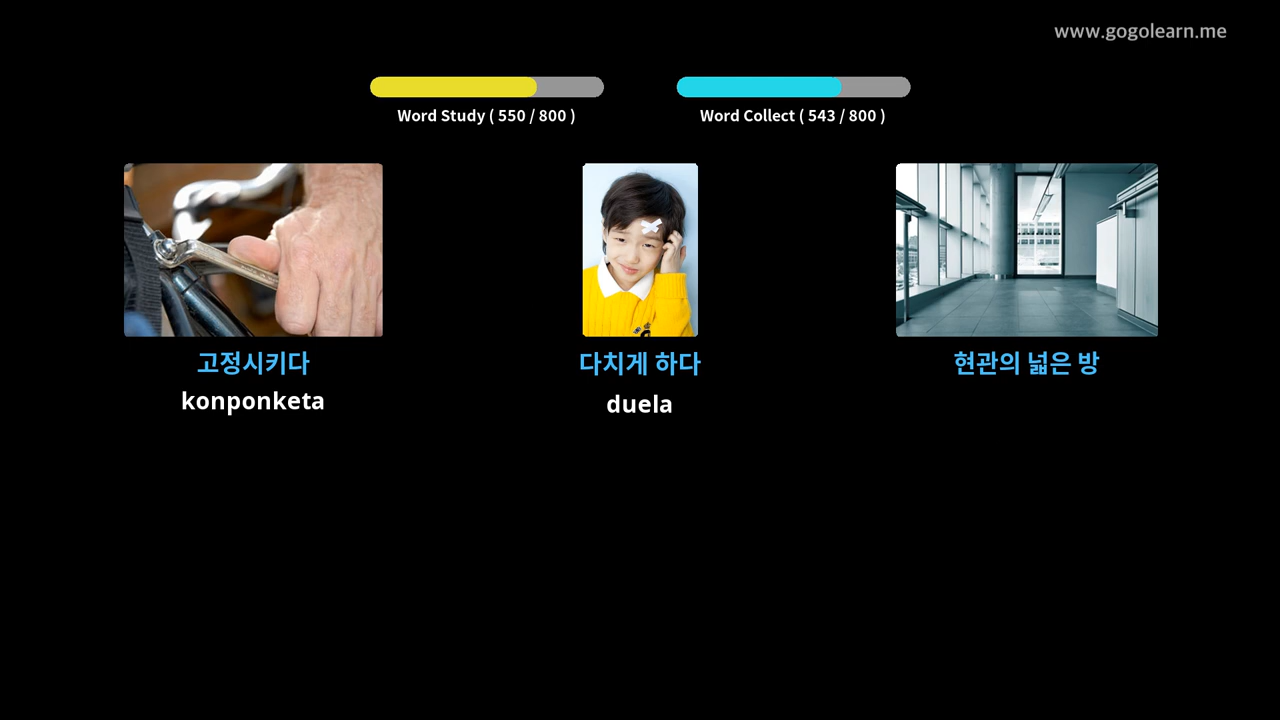 www.gogolearn.me
Word Study ( 550 / 800 )
Word Collect ( 543 / 800 )
고정시키다
konponketa
다치게 하다
duela
현관의 넓은 방